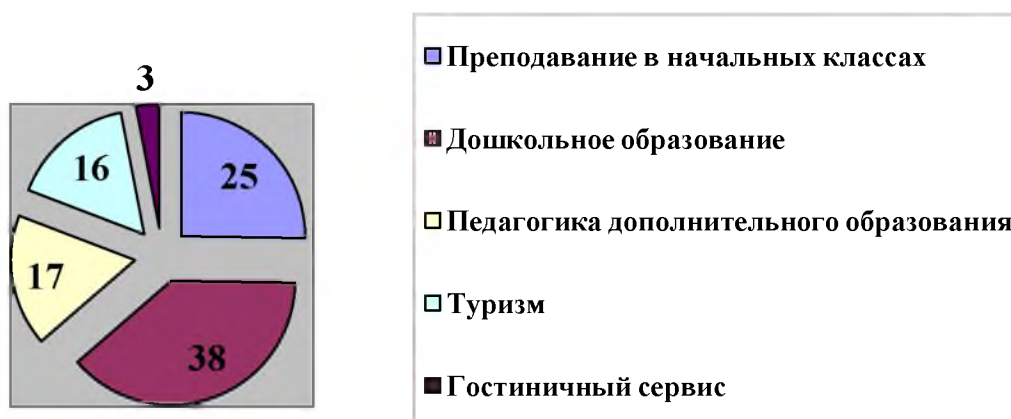 3
16
25
17
38
Преподавание в начальных классах
Дошкольное образование
Педагогика дополнительного образования
Туризм
Гостиничный сервис